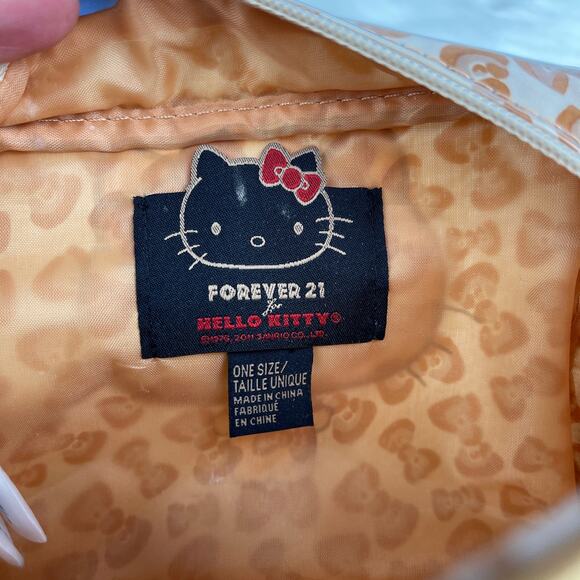 FOREVER 21
for
HELLO KITTY®
©1976, 2011 SANRIO CO., LTD.
ONE SIZE/
TAILLE UNIQUE
MADE IN CHINA
FABRIQUÉ
EN CHINE